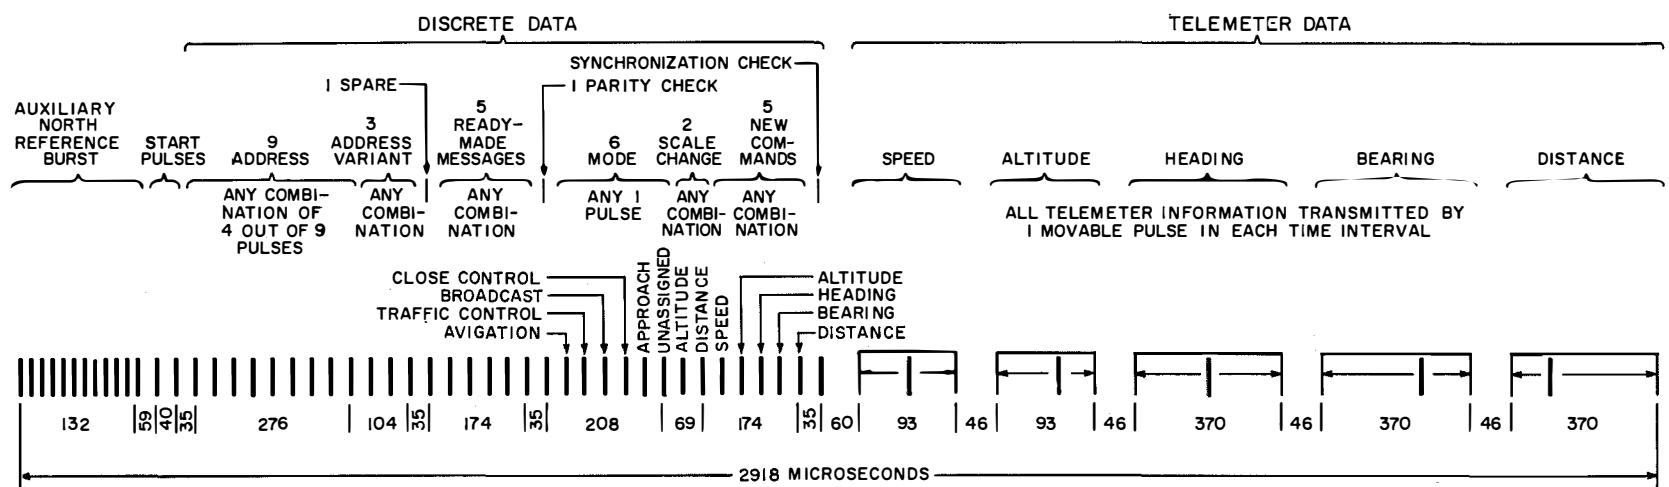 DISCRETE DATA
TELEMETER DATA
SYNCHRONIZATION CHECK
1 SPARE
1 PARITY CHECK
AUXILIARY
NORTH
REFERENCE
BURST
START
PULSES
9
ADDRESS
3
ADDRESS
VARIANT
5
READY-
MADE
MESSAGES
6
MODE
2
SCALE
CHANGE
5
NEW
COM-
MANDS
SPEED
ALTITUDE
HEADING
BEARING
DISTANCE
ANY COMBI-
NATION OF
4 OUT OF 9
PULSES
ANY
COMBI-
NATION
ANY
COMBI-
NATION
ANY 1
PULSE
ANY
COMBI-
NATION
ANY
COMBI-
NATION
ALL TELEMETER INFORMATION TRANSMITTED BY
1 MOVABLE PULSE IN EACH TIME INTERVAL
CLOSE CONTROL
BROADCAST
TRAFFIC CONTROL
AVIGATION
APPROACH
UNASSIGNED
ALTITUDE
DISTANCE
SPEED
ALTITUDE
HEADING
BEARING
DISTANCE
132 59 40 35 276 104 35 174 35 208 69 174 35 60 93 46 93 46 370 46 370 46 370
2918 MICROSECONDS